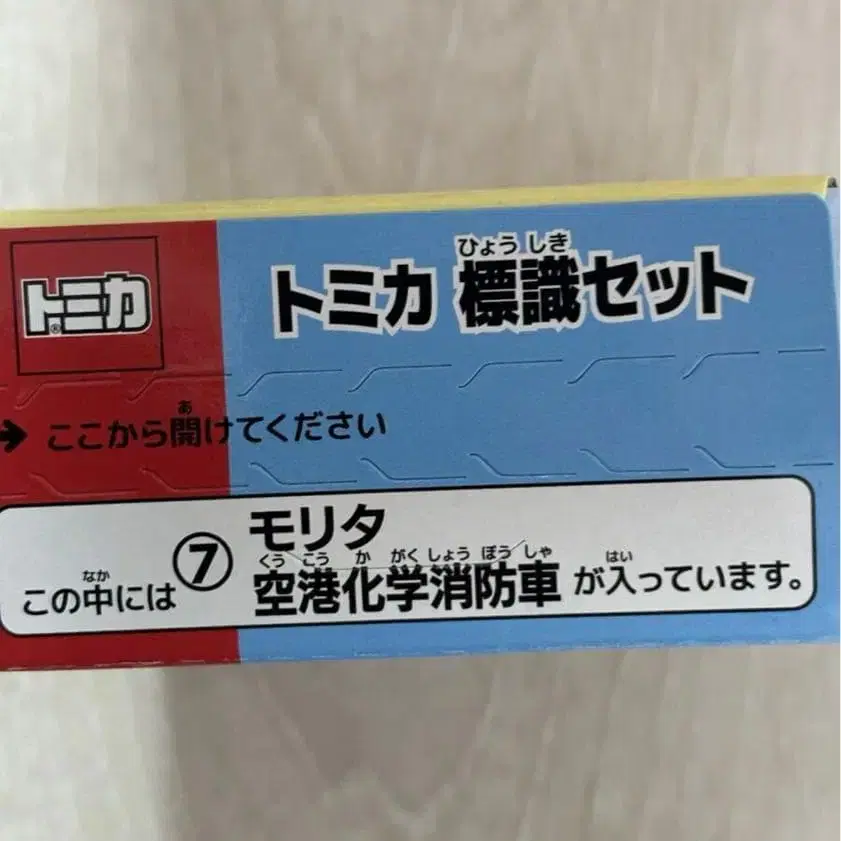 トミカ®
トミカ 標識セット
ひょう しき
→ ここから開けてください
あ
この中には⑦モリタ
空港化学消防車が入っています。
なか
くう こう か がく しょう ぼう しゃ
はい